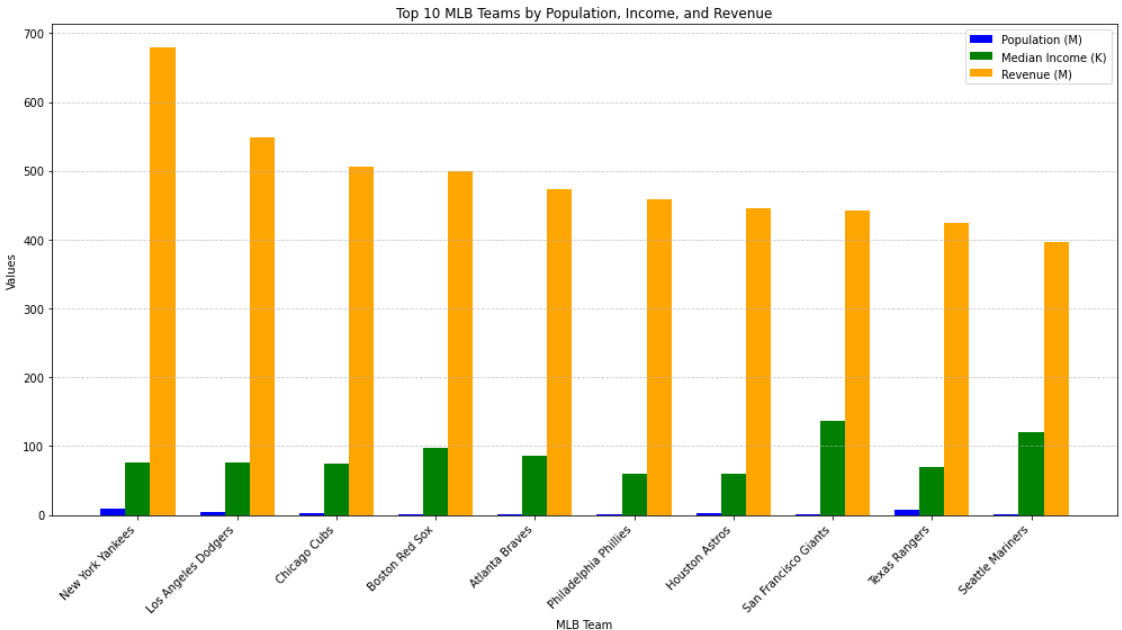 Top 10 MLB Teams by Population, Income, and Revenue
Population (M)
Median Income (K)
Revenue (M)
Values
700
600
500
400
300
200
100
0
New York Yankees
Los Angeles Dodgers
Chicago Cubs
Boston Red Sox
Atlanta Braves
Philadelphia Phillies
Houston Astros
San Francisco Giants
Texas Rangers
Seattle Mariners
MLB Team